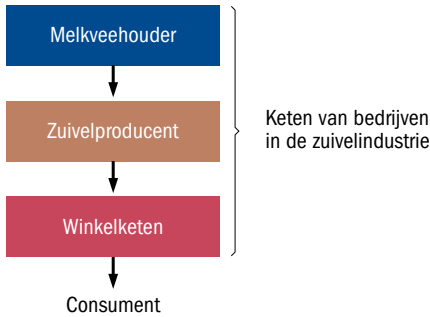 Melkveehouder
Zuivelproducent
Winkelketen
Consument
Keten van bedrijven
in de zuivelindustrie